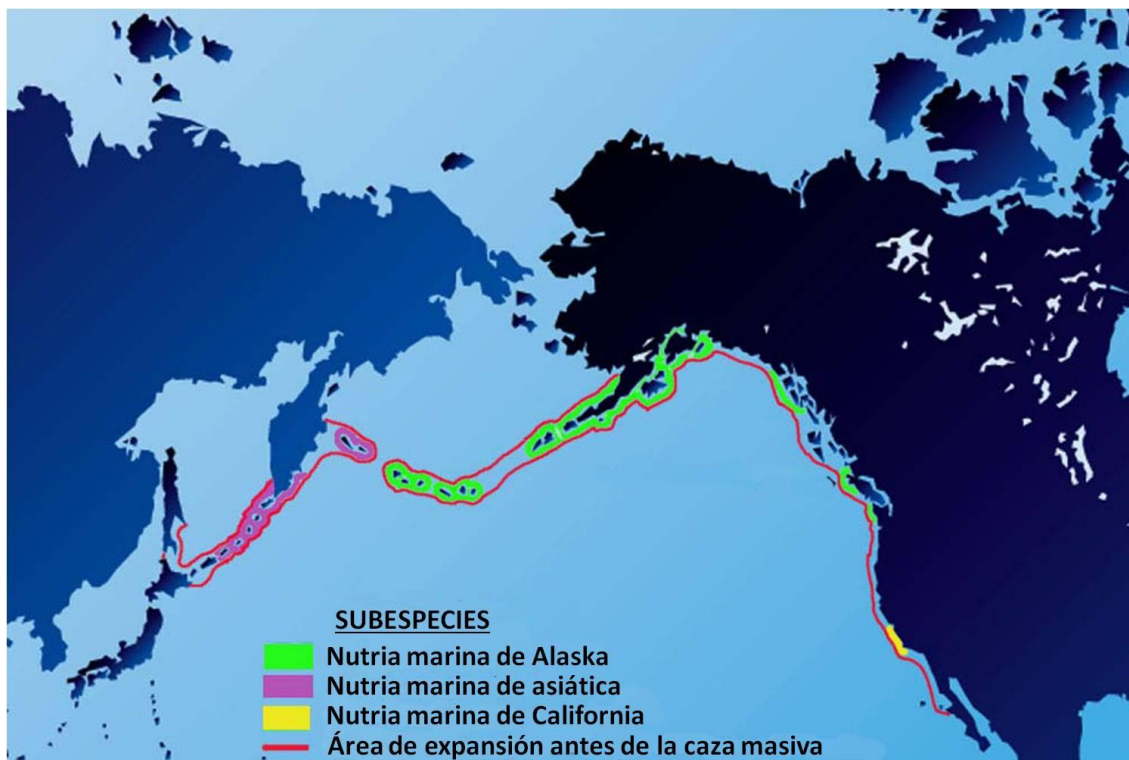 SUBESPECIES
Nutria marina de Alaska
Nutria marina de asiática
Nutria marina de California
Área de expansión antes de la caza masiva